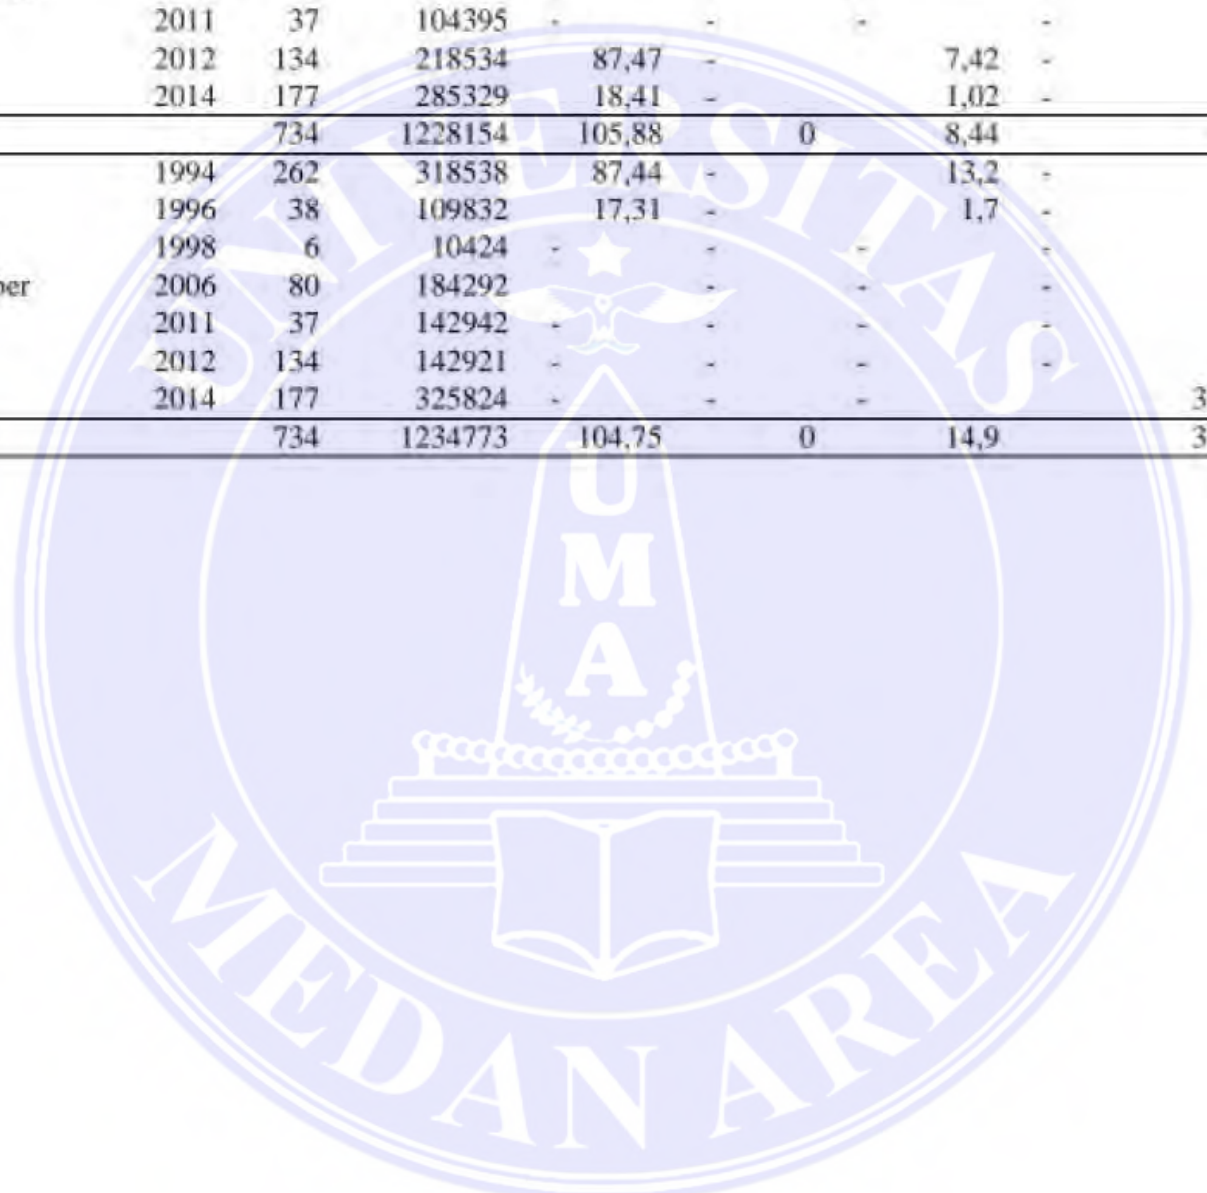 2011 37 104395 - - - -
2012 134 218534 87,47 - 7,42 -
2014 177 285329 18,41 - 1,02 -
734 1228154 105,88 0 8,44
1994 262 318538 87,44 - 13,2 -
1996 38 109832 17,31 - 1,7 -
1998 6 10424 - - - -
ber 2006 80 184292 - - -
2011 37 142942 - - - -
2012 134 142921 - - - -
2014 177 325824 - - - 3
734 1234773 104,75 0 14,9 3
UNIVERSITAS
U
M
A
MEDAN AREA